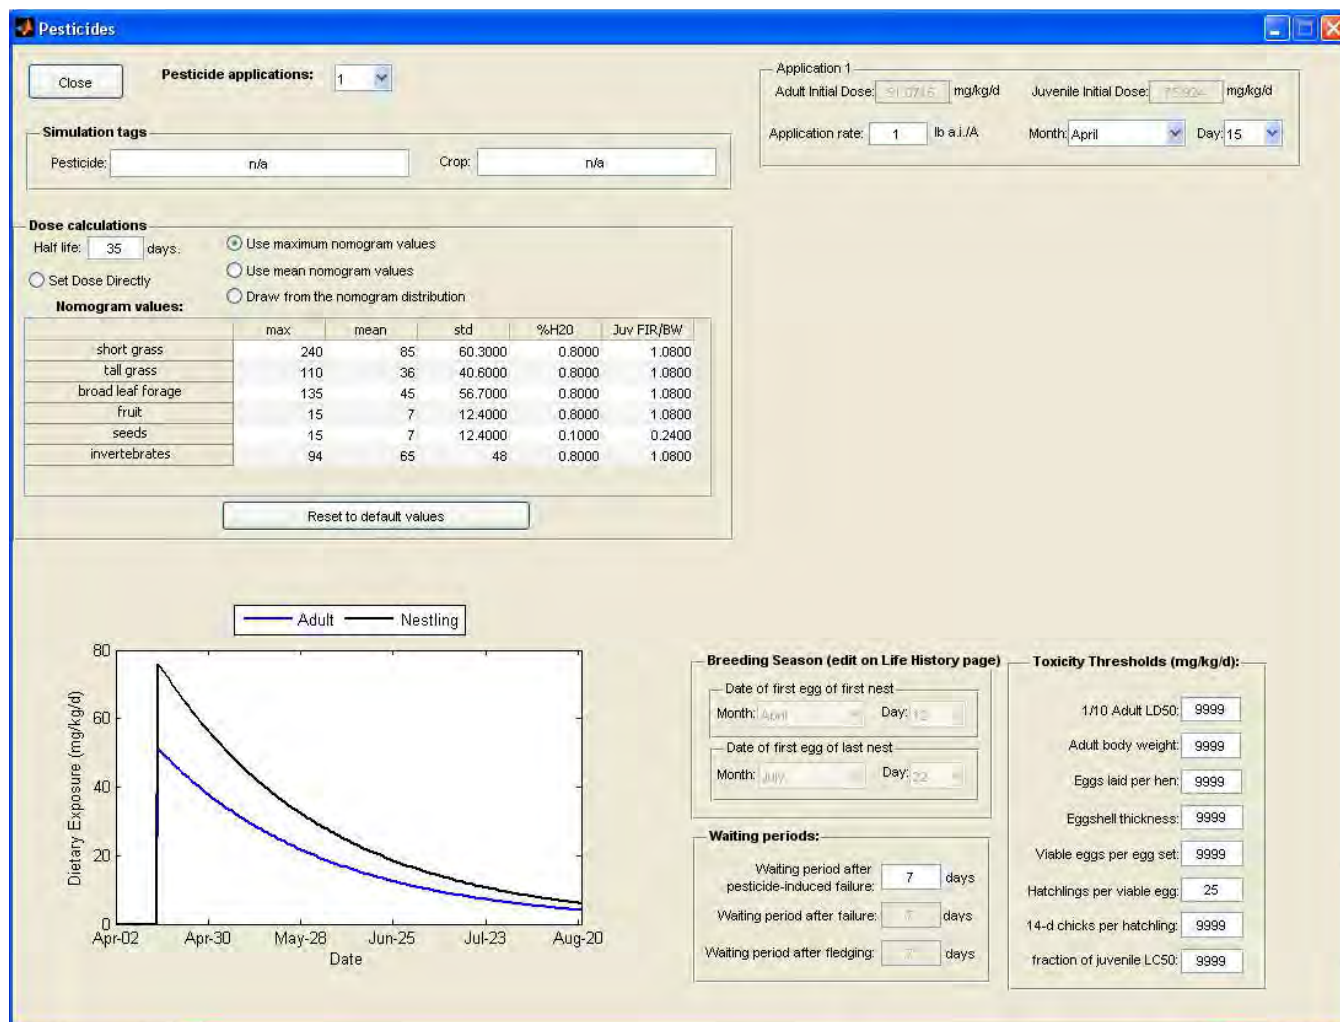 Pesticides
Close
Pesticide applications: 1
Application 1
Adult Initial Dose: mg/kg/d Juvenile Initial Dose: 75.924 mg/kg/d
Application rate: 1 lb a.i./A Month: April Day: 15
Simulation tags
Pesticide: n/a Crop: n/a
Dose calculations
Half life: 35 days.
Use maximum nomogram values
Use mean nomogram values
Set Dose Directly
Draw from the nomogram distribution
Nomogram values:
max mean std %H20 Juv FIR/BW
short grass 240 85 60.3000 0.8000 1.0800
tall grass 110 36 40.6000 0.8000 1.0800
broad leaf forage 135 45 56.7000 0.8000 1.0800
fruit 15 7 12.4000 0.8000 1.0800
seeds 15 7 12.4000 0.1000 0.2400
invertebrates 94 65 48 0.8000 1.0800
Reset to default values
Adult Nestling
80
60
40
20
0
Dietary Exposure (mg/kg/d)
Apr-02 Apr-30 May-28 Jun-25 Jul-23 Aug-20
Date
Breeding Season (edit on Life History page)
Date of first egg of first nest
Month: April Day: 12
Date of first egg of last nest
Month: July Day: 22
Waiting periods:
Waiting period after
pesticide-induced failure: 7 days
Waiting period after failure: 7 days
Waiting period after fledging: 7 days
Toxicity Thresholds (mg/kg/d):
1/10 Adult LD50: 9999
Adult body weight: 9999
Eggs laid per hen: 9999
Eggshell thickness: 9999
Viable eggs per egg set: 9999
Hatchlings per viable egg: 25
14-d chicks per hatchling: 9999
fraction of juvenile LC50: 9999